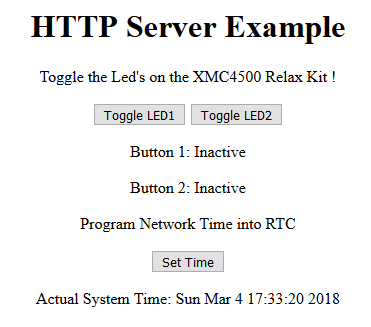 HTTP Server Example
Toggle the Led's on the XMC4500 Relax Kit !
Toggle LED1 Toggle LED2
Button 1: Inactive
Button 2: Inactive
Program Network Time into RTC
Set Time
Actual System Time: Sun Mar 4 17:33:20 2018